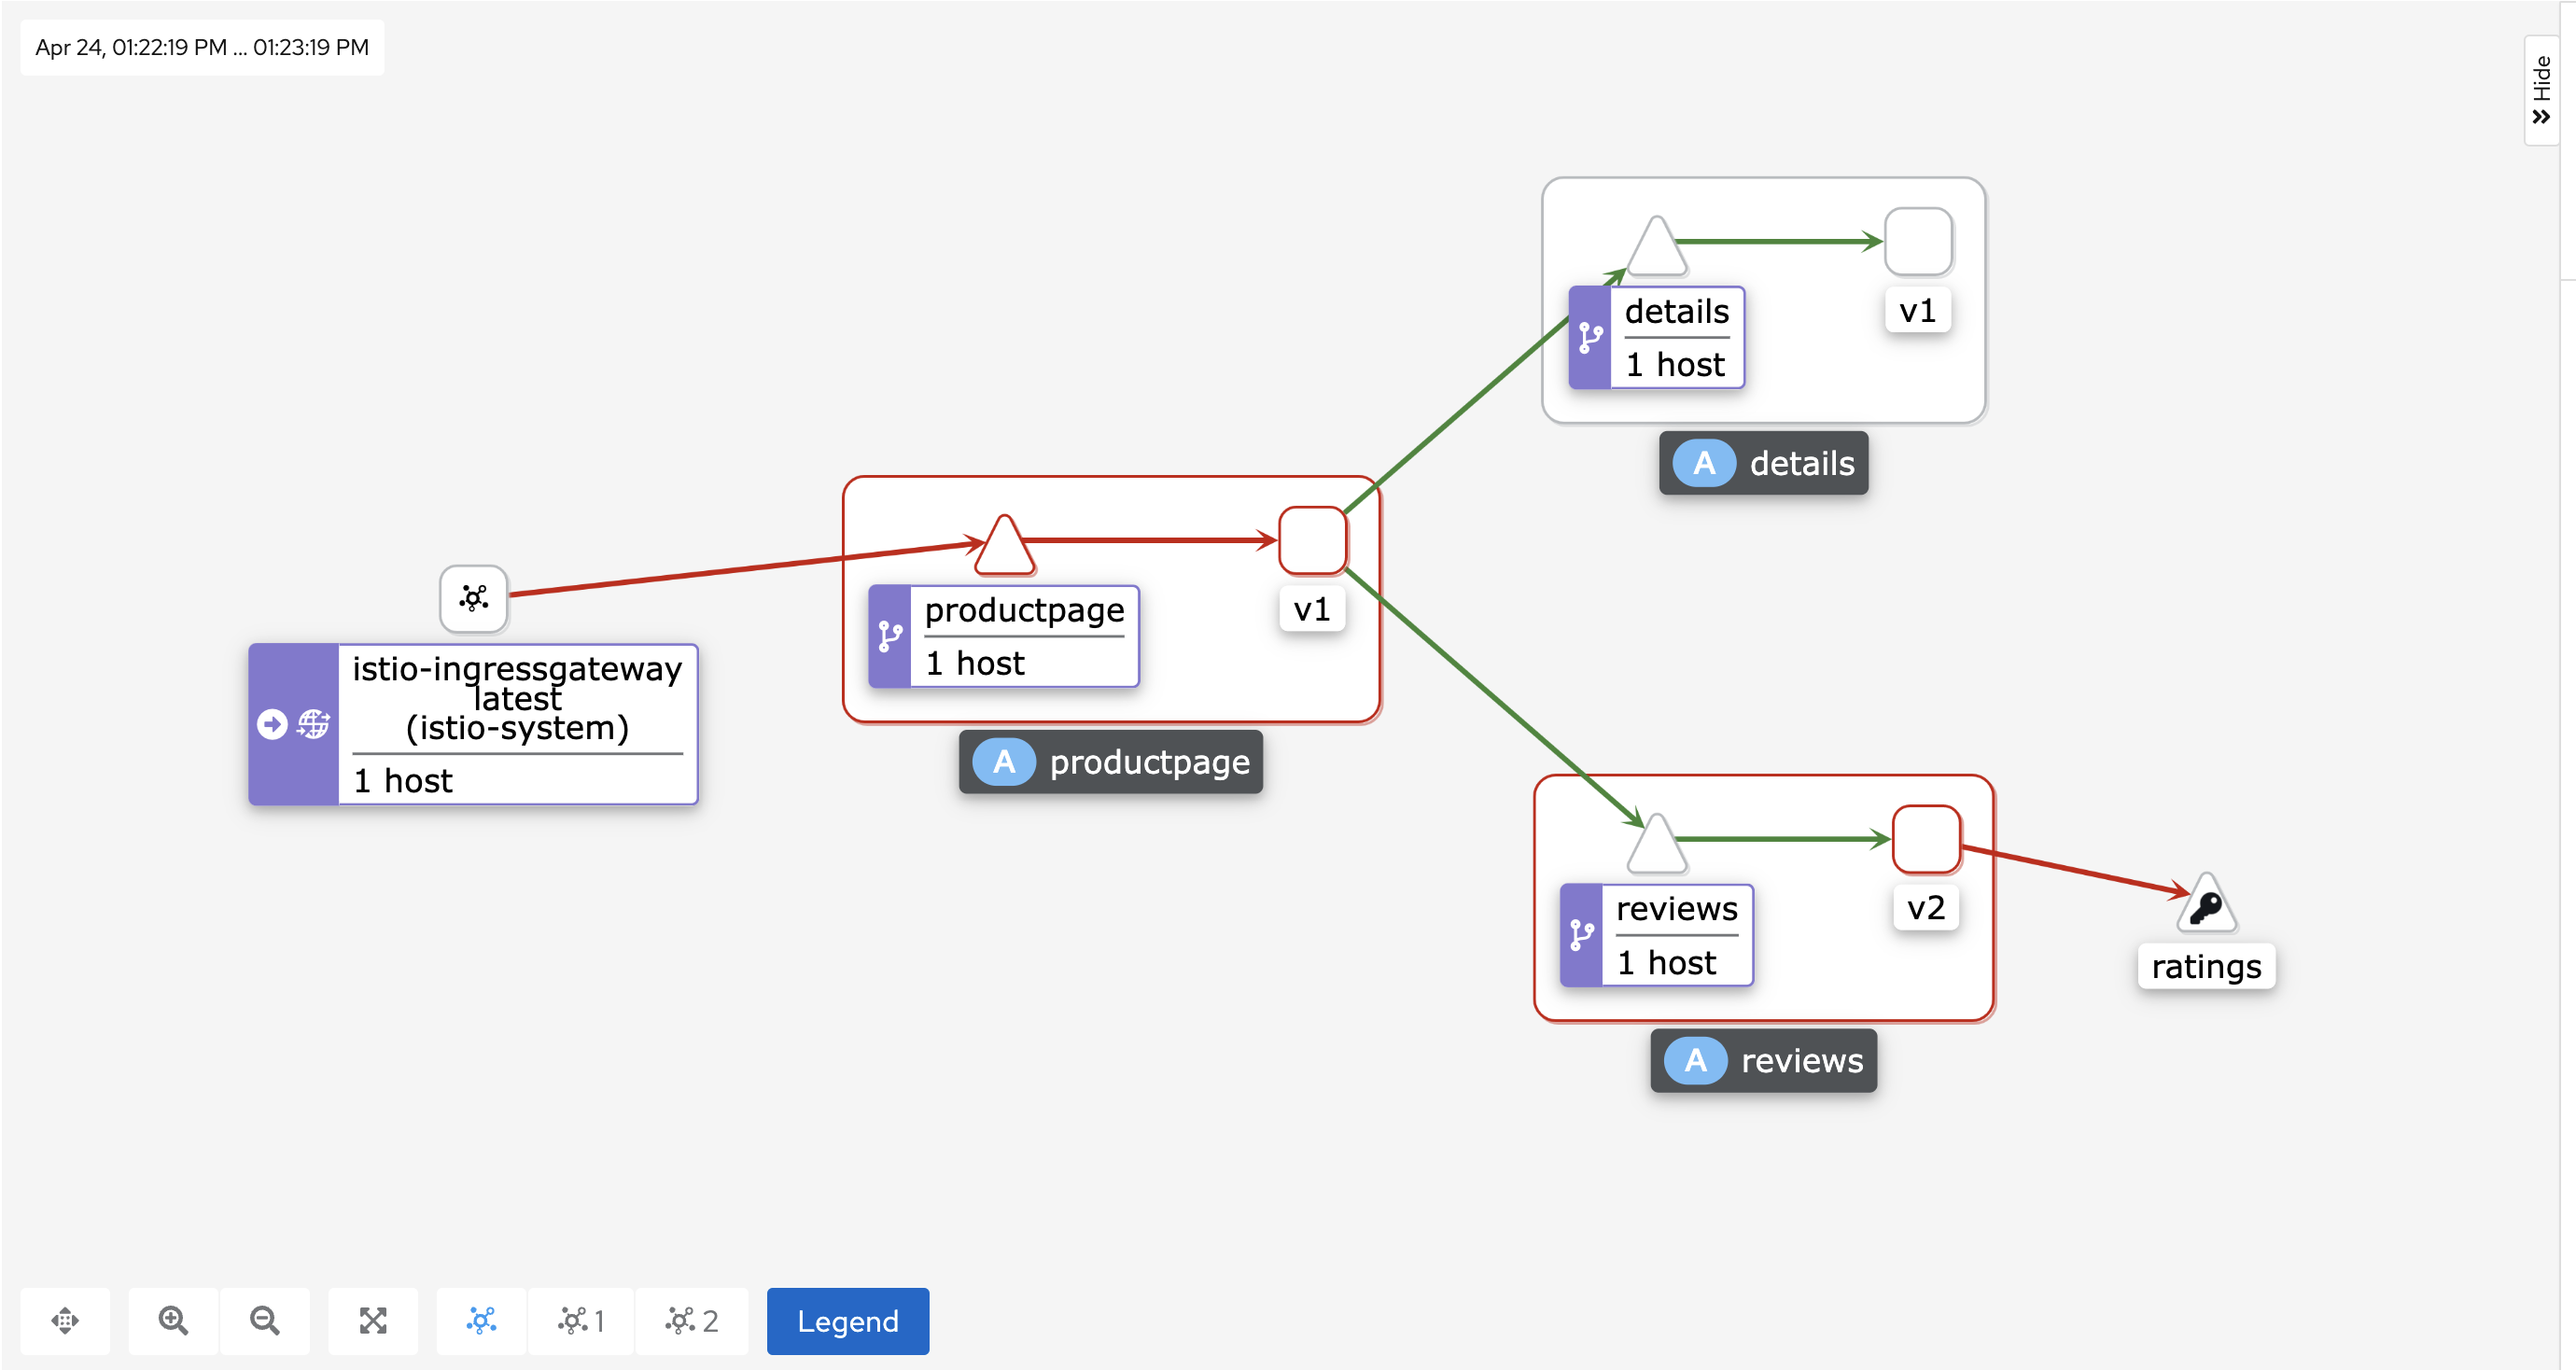 Apr 24, 01:22:19 PM ... 01:23:19 PM
Hide
details
1 host
v1
A details
productpage
1 host
v1
A productpage
istio-ingressgateway
latest
(istio-system)
1 host
reviews
1 host
v2
ratings
A reviews
1
2
Legend